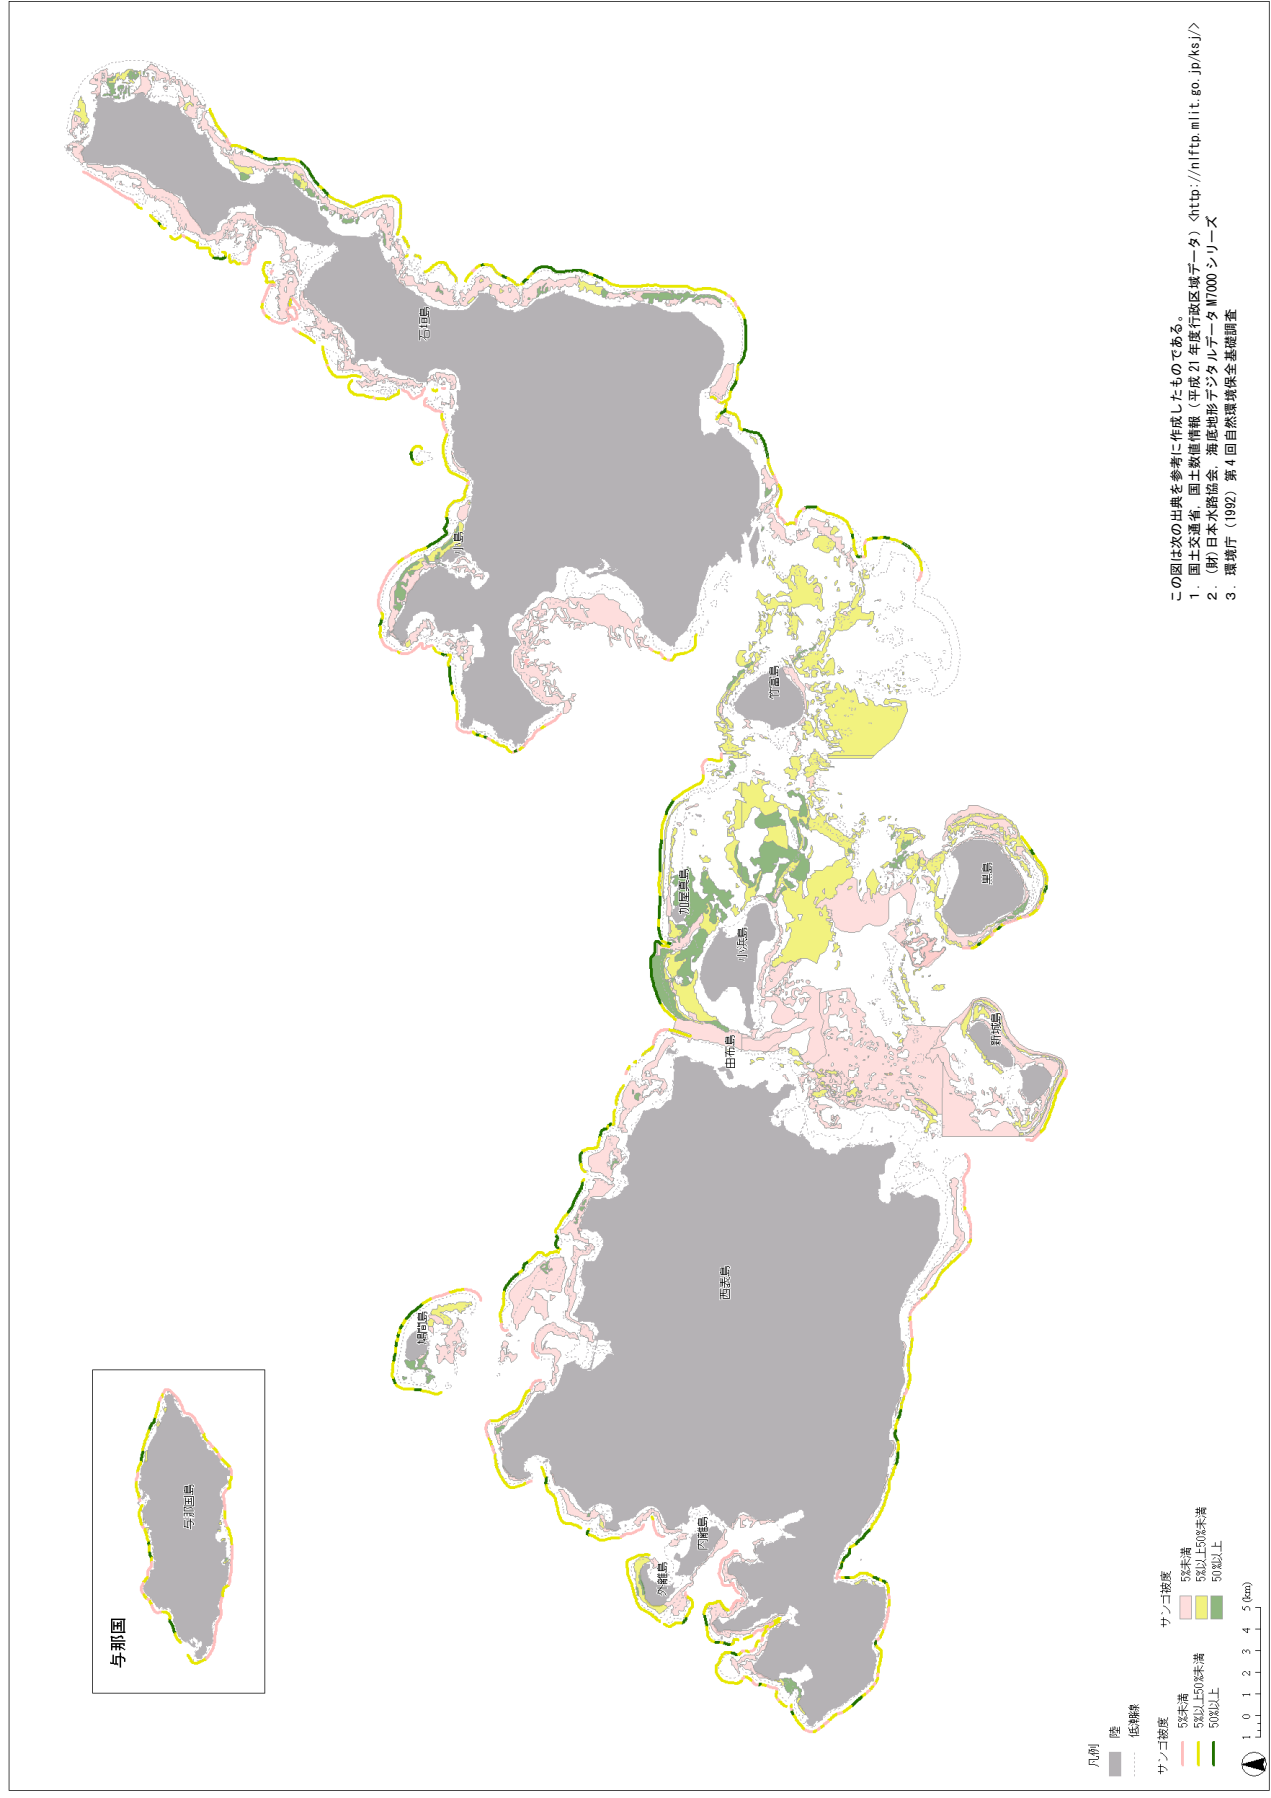 この図は次の出典を参考に作成したものである。
1．国土交通省，国土数値情報（平成 21 年度行政区域データ）<http://nlftp.mlit.go.jp/ksj/>
2．（財）日本水路協会，海底地形デジタルデータ M7000 シリーズ
3．環境庁（1992）第 4 回自然環境保全基礎調査
石垣島
小島
竹富島
加屋真島
小浜島
黒島
由布島
新城島
西表島
鳩間島
内離島
外離島
与那国
与那国島
凡例
陸
低潮線
サンゴ被度
5%未満
5%以上50%未満
50%以上
サンゴ被度
5%未満
5%以上50%未満
50%以上
1 0 1 2 3 4 5 (km)